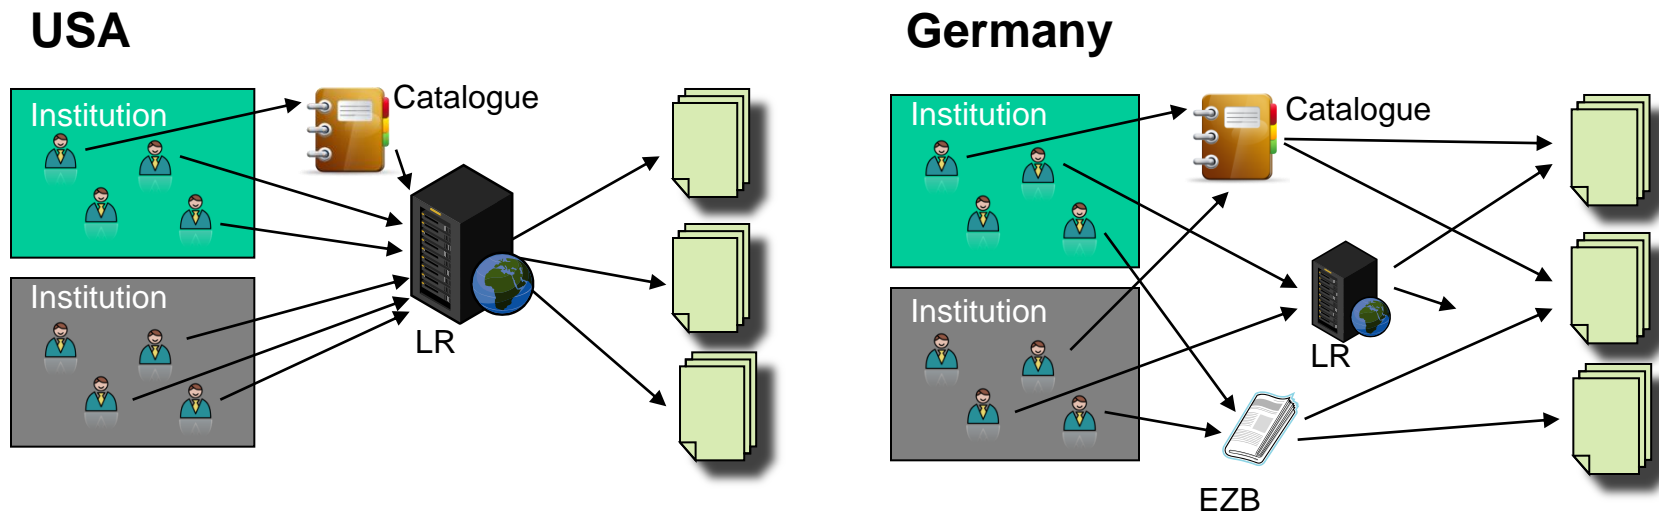 USA
Institution
Catalogue
Institution
LR
Germany
Institution
Catalogue
Institution
LR
EZB